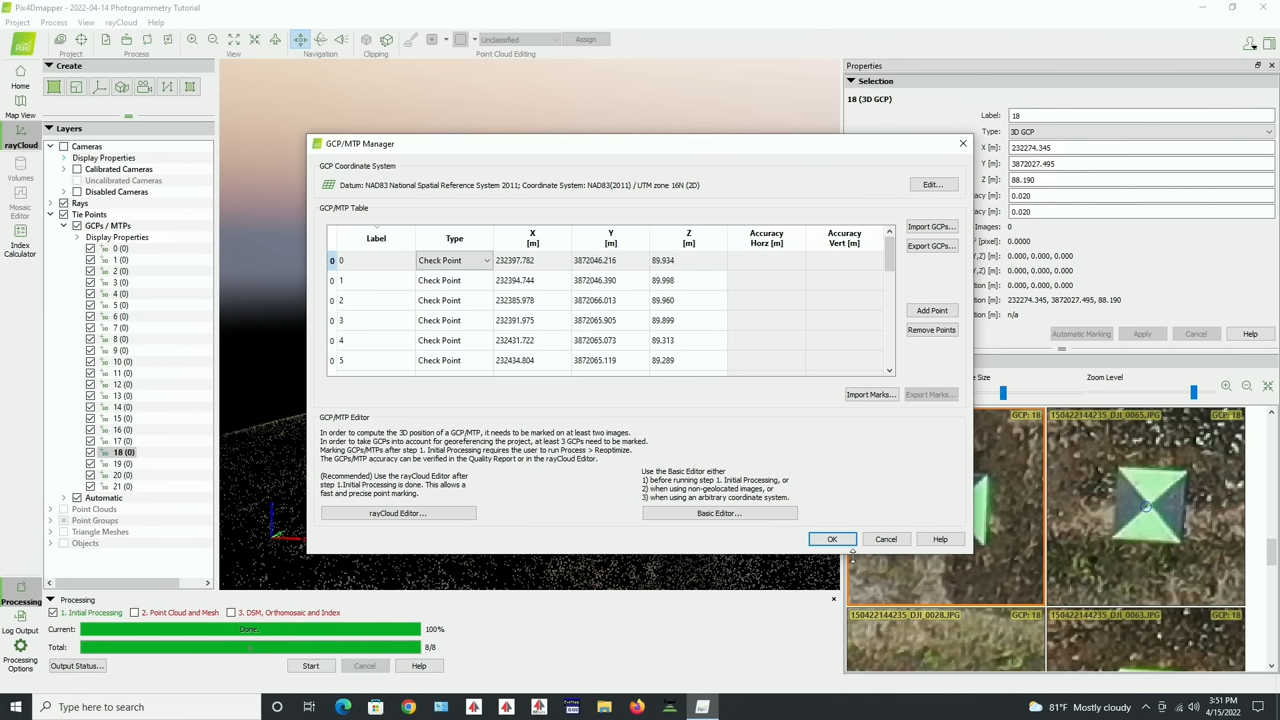 Pix4Dmapper - 2022-04-14 Photogrammetry Tutorial
Project Process View rayCloud Help
Project
Process
View
Navigation
Clipping
Unclassified
Assign
Point Cloud Editing
Home
Map View
rayCloud
Volumes
Mosaic Editor
Index Calculator
Processing
Log Output
Processing Options
Create
Layers
Cameras
Display Properties
Calibrated Cameras
Uncalibrated Cameras
Disabled Cameras
Rays
Tie Points
GCPs / MTPs
Display Properties
0 (0)
1 (0)
2 (0)
3 (0)
4 (0)
5 (0)
6 (0)
7 (0)
8 (0)
9 (0)
10 (0)
11 (0)
12 (0)
13 (0)
14 (0)
15 (0)
16 (0)
17 (0)
18 (0)
19 (0)
20 (0)
21 (0)
Automatic
Point Clouds
Point Groups
Triangle Meshes
Objects
GCP/MTP Manager
GCP Coordinate System
Datum: NAD83 National Spatial Reference System 2011; Coordinate System: NAD83(2011) / UTM zone 16N (2D)
Edit...
GCP/MTP Table
Label Type X [m] Y [m] Z [m] Accuracy Horz [m] Accuracy Vert [m]
0 0 Check Point 232397.782 3872046.216 89.934
0 1 Check Point 232394.744 3872046.390 89.998
0 2 Check Point 232385.978 3872066.013 89.960
0 3 Check Point 232391.975 3872065.905 89.899
0 4 Check Point 232431.722 3872065.073 89.313
0 5 Check Point 232434.804 3872065.119 89.289
Import GCPs...
Export GCPs...
Add Point
Remove Points
Import Marks... Export Marks...
GCP/MTP Editor
In order to compute the 3D position of a GCP/MTP, it needs to be marked on at least two images.
In order to take GCPs into account for georeferencing the project, at least 3 GCPs need to be marked.
Marking GCPs/MTPs after step 1. Initial Processing requires the user to run Process > Reoptimize.
The GCPs/MTP accuracy can be verified in the Quality Report or in the rayCloud Editor.
(Recommended) Use the rayCloud Editor after
step 1.Initial Processing is done. This allows a
fast and precise point marking.
rayCloud Editor...
Use the Basic Editor either
1) before running step 1. Initial Processing, or
2) when using non-geolocated images, or
3) when using an arbitrary coordinate system.
Basic Editor...
OK Cancel Help
Properties
Selection
18 (3D GCP)
Label: 18
Type: 3D GCP
X [m] 232274.345
Y [m] 3872027.495
Z [m] 88.190
acy [m] 0.020
acy [m] 0.020
Images: 0
[pixel]: 0.0000
Y,Z) [m]: 0.000, 0.000, 0.000
[m]: 0.000, 0.000, 0.000
tion [m]: 232274.345, 3872027.495, 88.190
tion [m]: n/a
Automatic Marking Apply Cancel Help
Size Zoom Level
GCP: 18
150422144235_DJI_0065.JPG GCP: 18
150422144235_DJI_0028.JPG GCP: 18
150422144235_DJI_0063.JPG GCP: 18
Processing
1. Initial Processing 2. Point Cloud and Mesh 3. DSM, Orthomosaic and Index
Current: Done. 100%
Total: 8/8
Output Status... Start Cancel Help
Type here to search
81°F Mostly cloudy
3:51 PM
4/15/2022